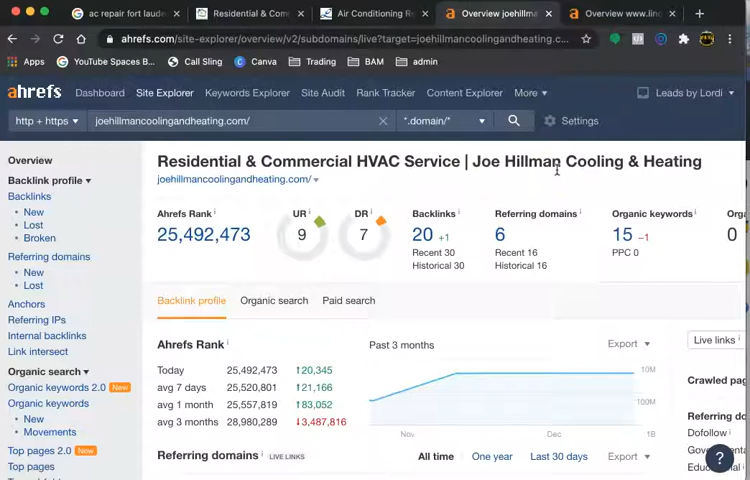 ac repair fort laude
Residential & Comm
Air Conditioning R
Overview joehillman
Overview www.lind
ahrefs.com/site-explorer/overview/v2/subdomains/live?target=joehillmancoolingandheating.c...
Apps
YouTube Spaces B...
Call Sling
Canva
Trading
BAM
admin
ahrefs
Dashboard
Site Explorer
Keywords Explorer
Site Audit
Rank Tracker
Content Explorer
More
Leads by Lordi
http + https
joehillmancoolingandheating.com/
*.domain/*
Settings
Overview
Backlink profile
Backlinks
New
Lost
Broken
Referring domains
New
Lost
Anchors
Referring IPs
Internal backlinks
Link intersect
Organic search
Organic keywords 2.0 New
Organic keywords
New
Movements
Top pages 2.0 New
Top pages
Residential & Commercial HVAC Service | Joe Hillman Cooling & Heating
joehillmancoolingandheating.com/
Ahrefs Rank
25,492,473
UR
9
DR
7
Backlinks
20 +1
Recent 30
Historical 30
Referring domains
6
Recent 16
Historical 16
Organic keywords
15 −1
PPC 0
Orga
0
Backlink profile
Organic search
Paid search
Ahrefs Rank
Past 3 months
Export
Today 25,492,473 ↑20,345
avg 7 days 25,520,801 ↑21,166
avg 1 month 25,557,819 ↑83,052
avg 3 months 28,980,289 ↓3,487,816
10M
100M
1B
Nov
Dec
Live links
Crawled pag
Referring do
Dofollow
Gove
Educa
?
Referring domains LIVE LINKS
All time
One year
Last 30 days
Export